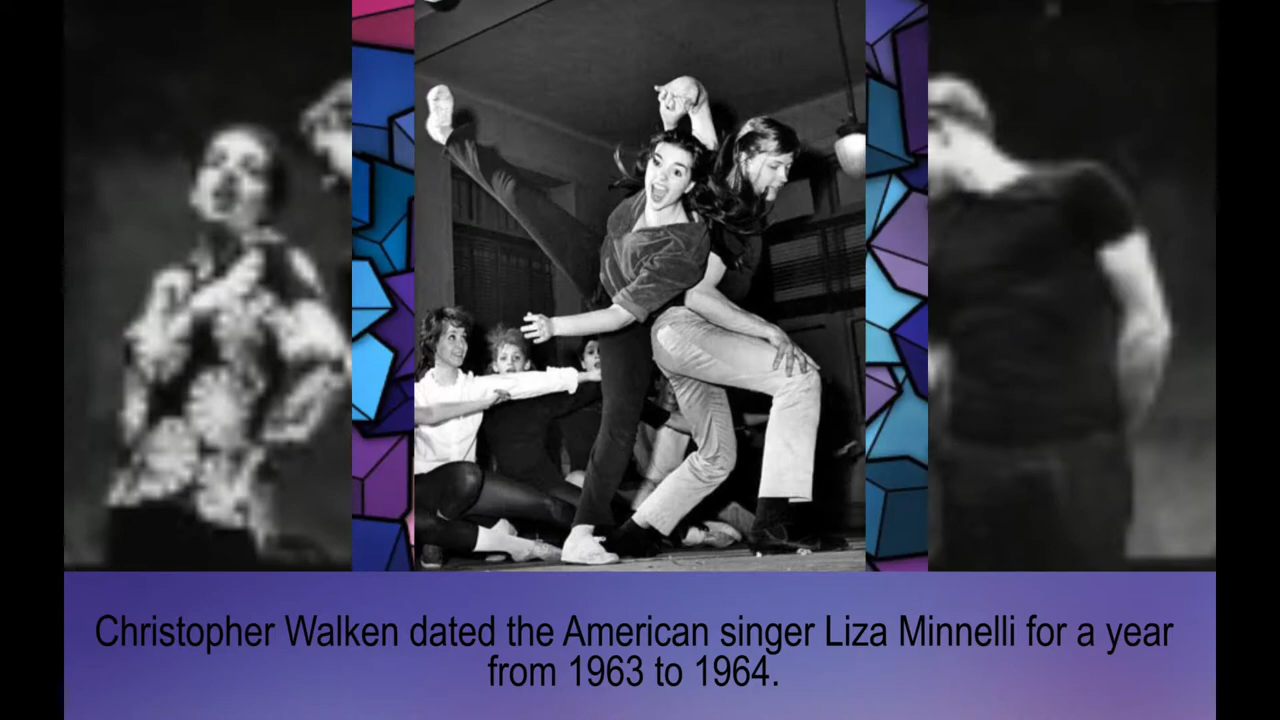 Christopher Walken dated the American singer Liza Minnelli for a year
from 1963 to 1964.